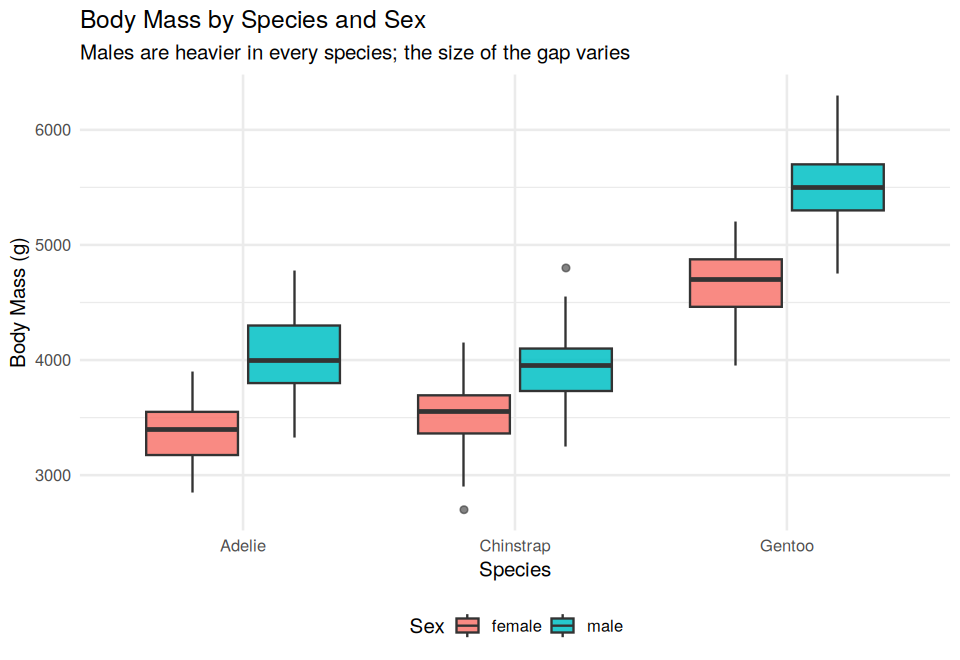 Body Mass by Species and Sex
Males are heavier in every species; the size of the gap varies
Body Mass (g)
6000
5000
4000
3000
Adelie
Chinstrap
Gentoo
Species
Sex
female
male